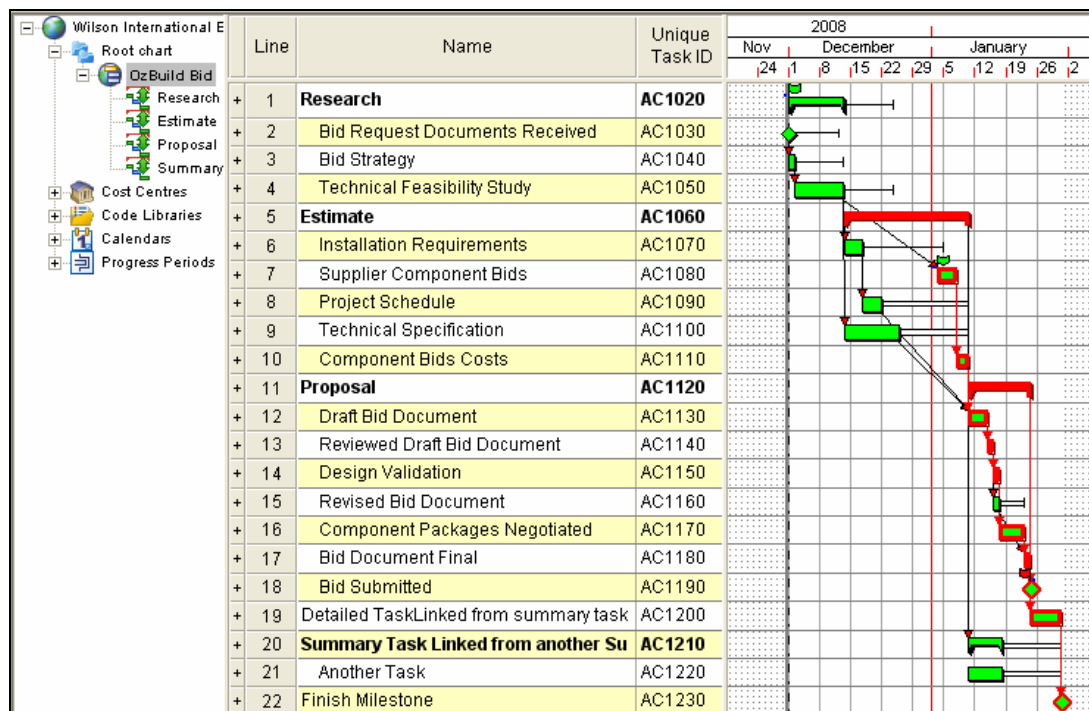 Wilson International E
Root chart
OzBuild Bid
Research
Estimate
Proposal
Summary
Cost Centres
Code Libraries
Calendars
Progress Periods
Line Name Unique Task ID
2008
Nov December January
24 1 8 15 22 29 5 12 19 26 2
+ 1 Research AC1020
+ 2 Bid Request Documents Received AC1030
+ 3 Bid Strategy AC1040
+ 4 Technical Feasibility Study AC1050
+ 5 Estimate AC1060
+ 6 Installation Requirements AC1070
+ 7 Supplier Component Bids AC1080
+ 8 Project Schedule AC1090
+ 9 Technical Specification AC1100
+ 10 Component Bids Costs AC1110
+ 11 Proposal AC1120
+ 12 Draft Bid Document AC1130
+ 13 Reviewed Draft Bid Document AC1140
+ 14 Design Validation AC1150
+ 15 Revised Bid Document AC1160
+ 16 Component Packages Negotiated AC1170
+ 17 Bid Document Final AC1180
+ 18 Bid Submitted AC1190
+ 19 Detailed TaskLinked from summary task AC1200
+ 20 Summary Task Linked from another Su AC1210
+ 21 Another Task AC1220
+ 22 Finish Milestone AC1230